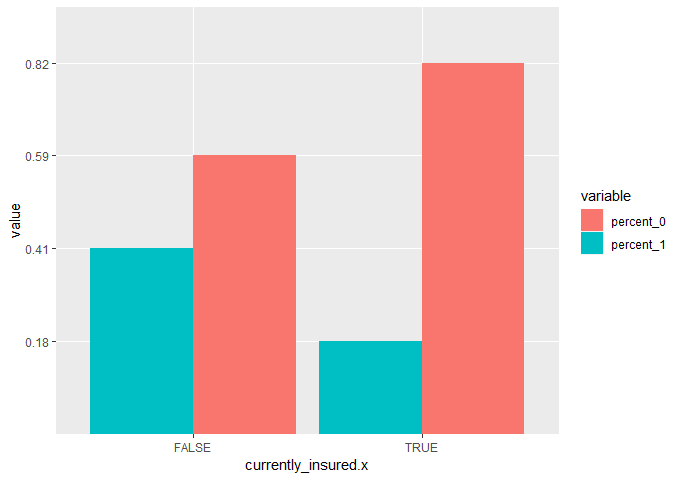 0.82
0.59
0.41
0.18
value
FALSE
TRUE
currently_insured.x
variable
percent_0
percent_1